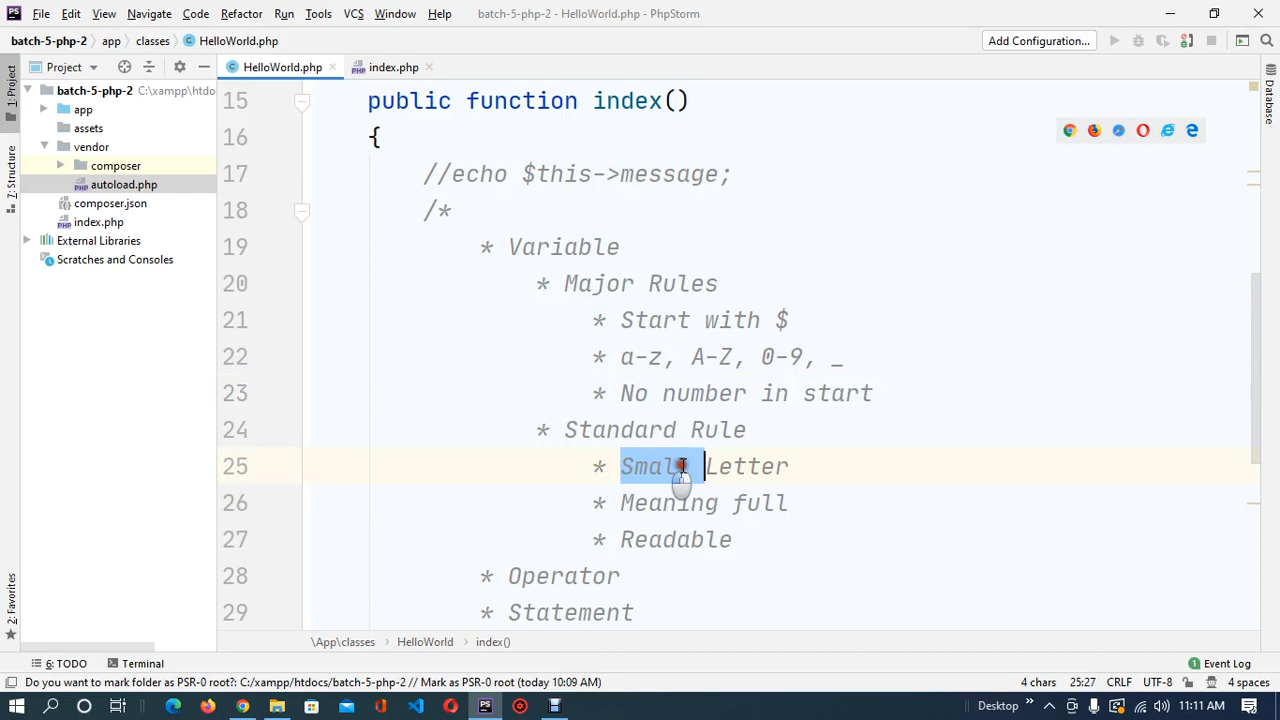 File Edit View Navigate Code Refactor Run Tools VCS Window Help batch-5-php-2 - HelloWorld.php - PhpStorm
batch-5-php-2 app classes HelloWorld.php Add Configuration...
Project HelloWorld.php index.php
1: Project
7: Structure
2: Favorites
Database
batch-5-php-2 C:\xampp\htdo
app
assets
vendor
composer
autoload.php
composer.json
index.php
External Libraries
Scratches and Consoles
15 public function index()
16 {
17 //echo $this->message;
18 /*
19 * Variable
20 * Major Rules
21 * Start with $
22 * a-z, A-Z, 0-9, _
23 * No number in start
24 * Standard Rule
25 * Small Letter
26 * Meaning full
27 * Readable
28 * Operator
29 * Statement
\App\classes HelloWorld index()
6: TODO Terminal Event Log
Do you want to mark folder as PSR-0 root?: C:/xampp/htdocs/batch-5-php-2 // Mark as PSR-0 root (today 10:09 AM) 4 chars 25:27 CRLF UTF-8 4 spaces
Desktop 11:11 AM